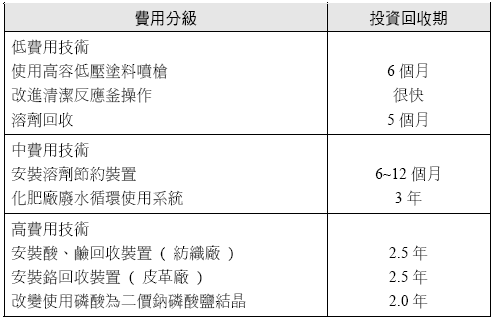 費用分級 投資回收期
低費用技術
使用高容低壓塗料噴槍 6 個月
改進清潔反應釜操作 很快
溶劑回收 5 個月
中費用技術
安裝溶劑節約裝置 6~12 個月
化肥廠廢水循環使用系統 3 年
高費用技術
安裝酸、鹼回收裝置（紡織廠） 2.5 年
安裝鉻回收裝置（皮革廠） 2.5 年
改變使用磷酸為二價鈉磷酸鹽結晶 2.0 年